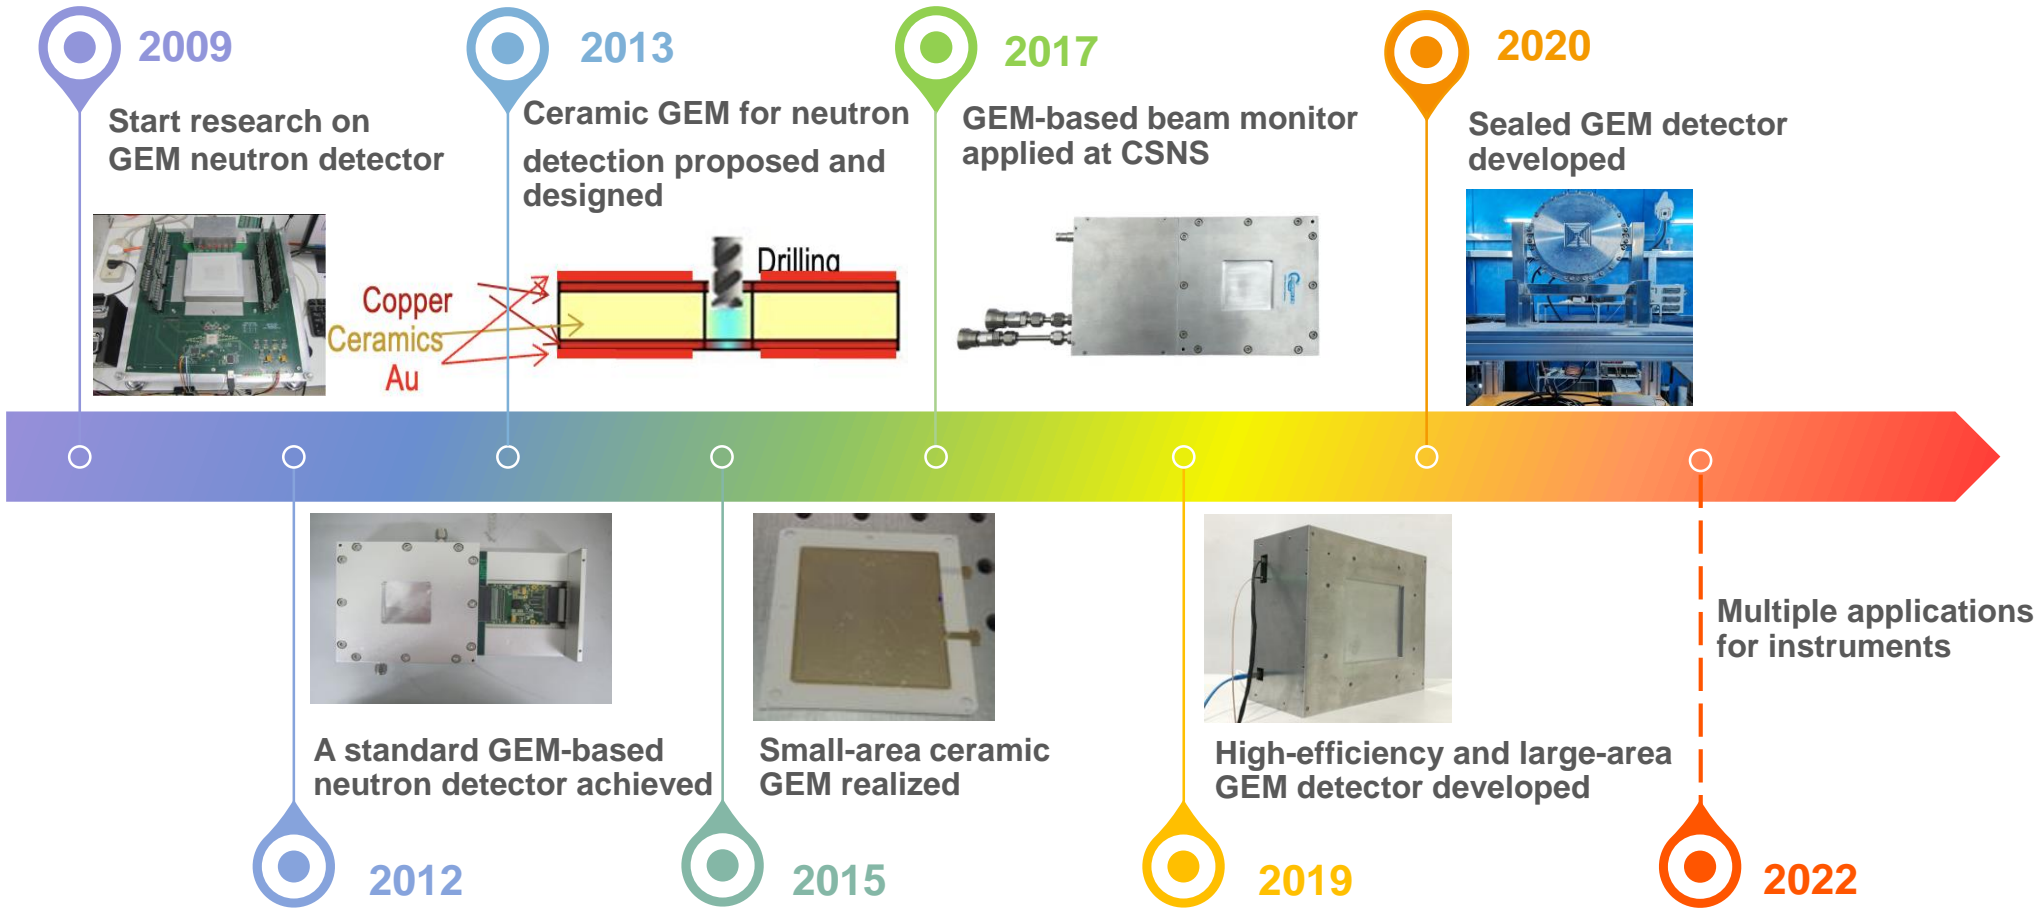 2009
Start research on
GEM neutron detector
2013
Ceramic GEM for neutron
detection proposed and
designed
Drilling
Copper
Ceramics
Au
2017
GEM-based beam monitor
applied at CSNS
2020
Sealed GEM detector
developed
A standard GEM-based
neutron detector achieved
2012
Small-area ceramic
GEM realized
2015
High-efficiency and large-area
GEM detector developed
2019
Multiple applications
for instruments
2022